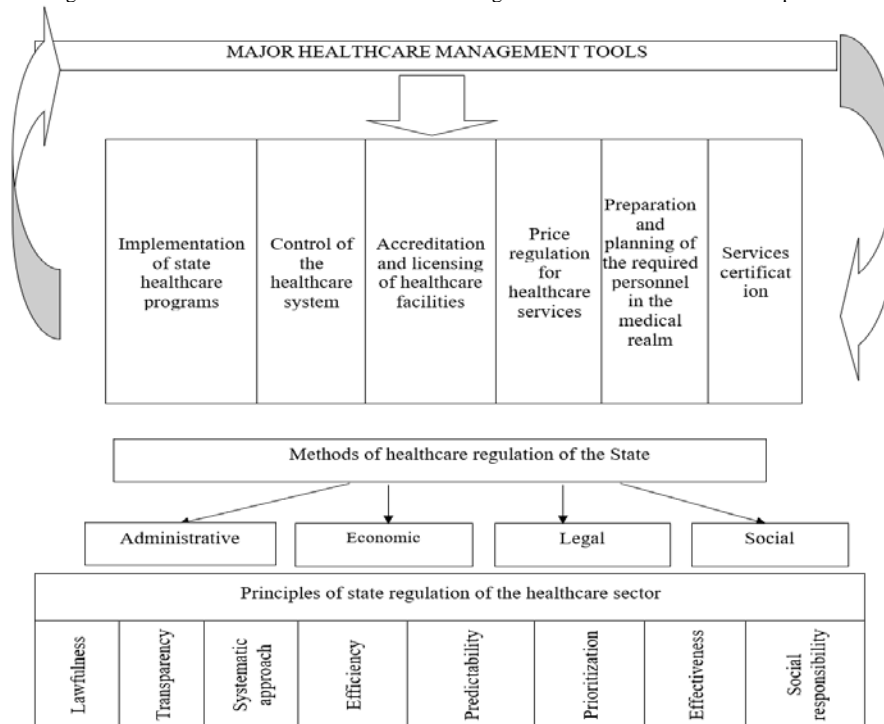 MAJOR HEALTHCARE MANAGEMENT TOOLS
Implementation
of state
healthcare
programs
Control of
the
healthcare
system
Accreditation
and licensing
of healthcare
facilities
Price
regulation
for
healthcare
services
Preparation
and
planning of
the required
personnel
in the
medical
realm
Services
certificat
ion
Methods of healthcare regulation of the State
Administrative
Economic
Legal
Social
Principles of state regulation of the healthcare sector
Lawfulness
Transparency
Systematic
approach
Efficiency
Predictability
Prioritization
Effectiveness
Social
responsibility